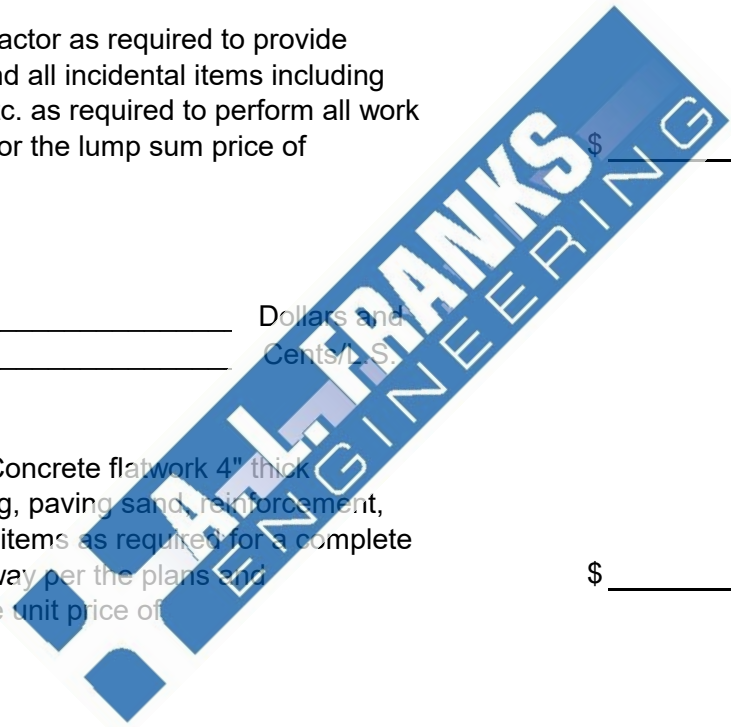 actor as required to provide
nd all incidental items including
tc. as required to perform all work
or the lump sum price of
$
Dollars and
Cents/L.S.
Concrete flatwork 4" thick
g, paving sand, reinforcement,
items as required for a complete
way per the plans and
e unit price of
$
A.L. FRANKS
ENGINEERING